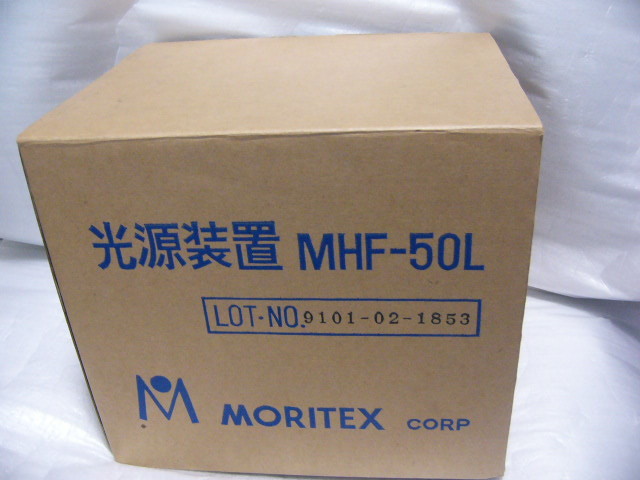 光源装置 MHF-50L
LOT・NO. 9101-02-1853
M MORITEX CORP